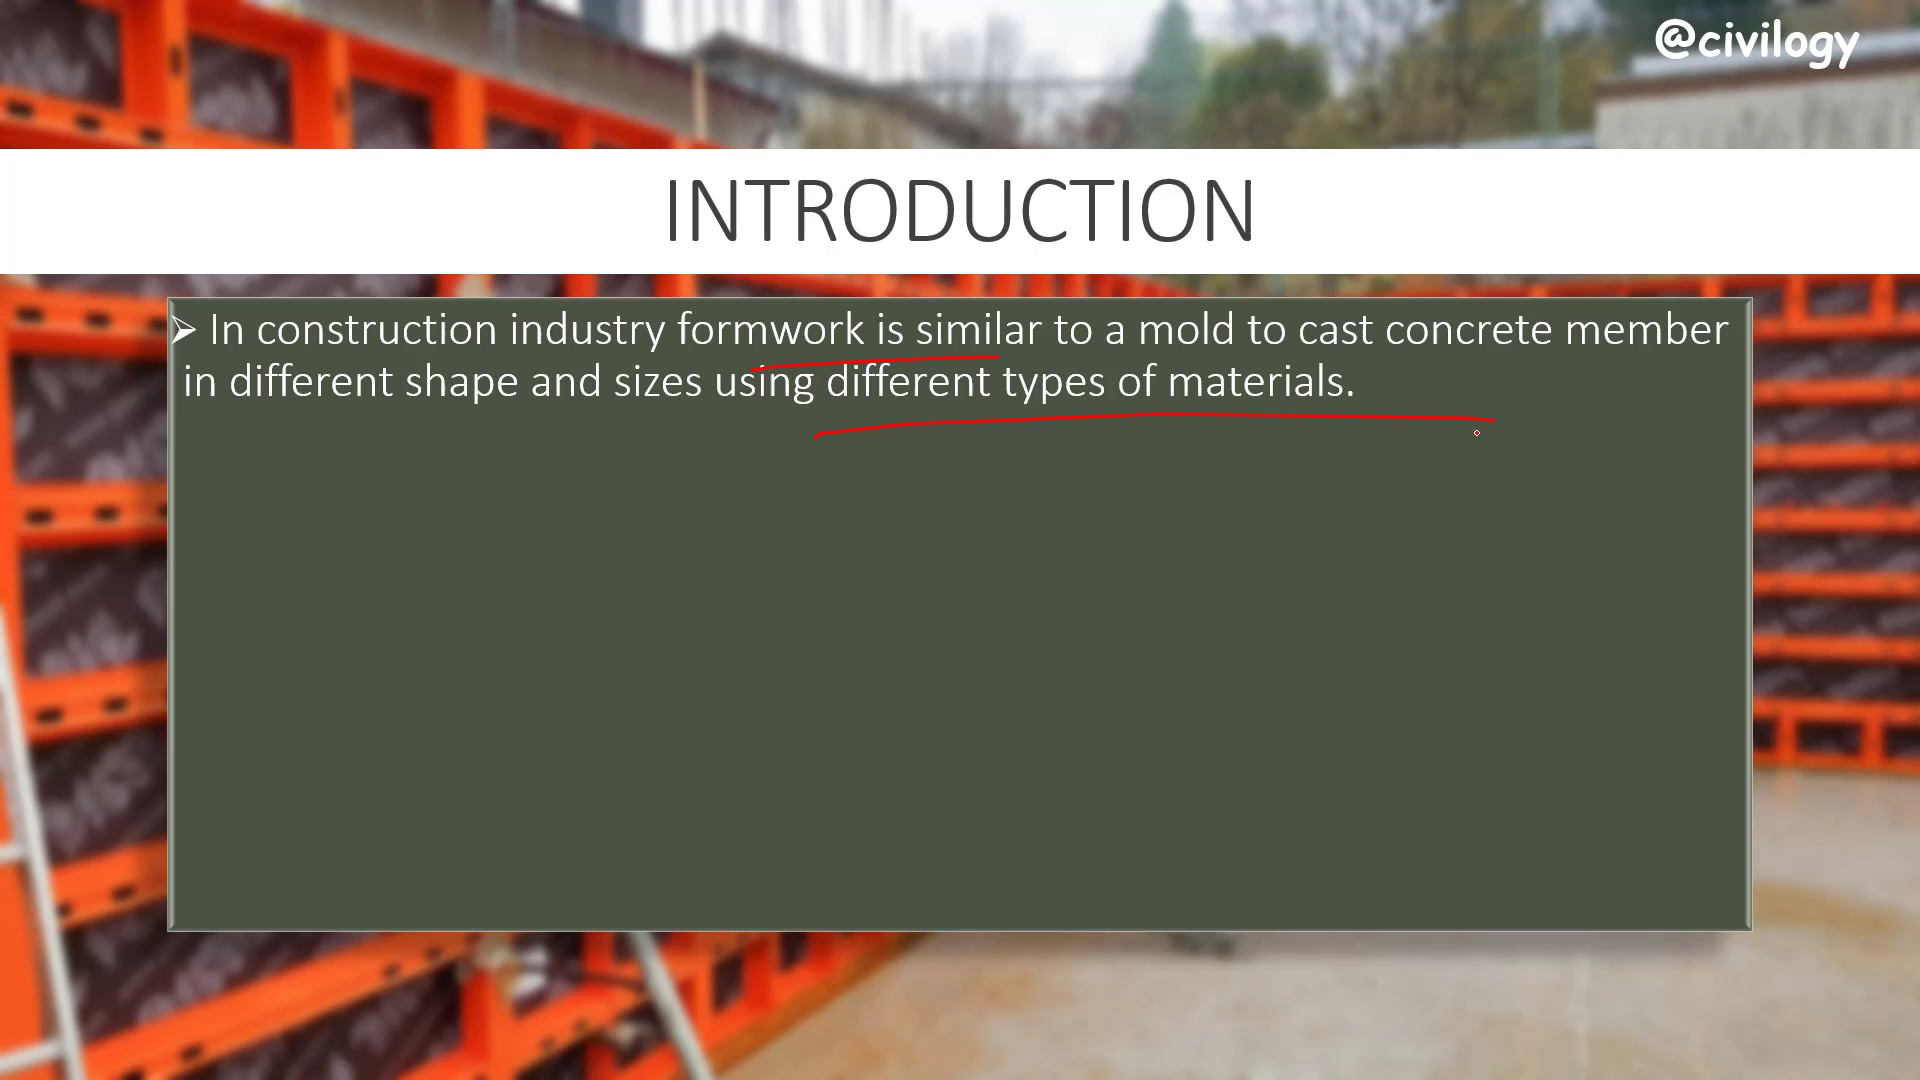 @civilogy
INTRODUCTION
➢ In construction industry formwork is similar to a mold to cast concrete member
in different shape and sizes using different types of materials.